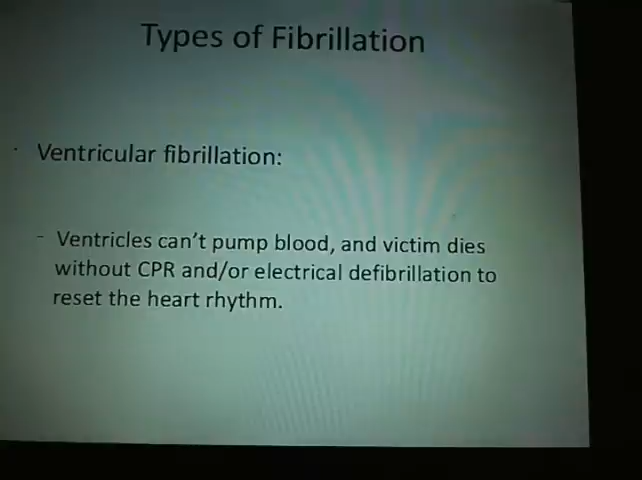 Types of Fibrillation
· Ventricular fibrillation:
– Ventricles can't pump blood, and victim dies
without CPR and/or electrical defibrillation to
reset the heart rhythm.